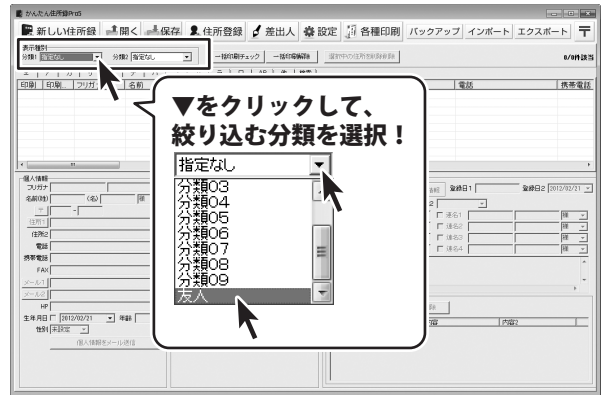 かんたん住所録Pro5
新しい住所録 開く 保存 住所登録 差出人 設定 各種印刷 バックアップ インポート エクスポート 〒
表示種別
分類1 指定なし 分類2 指定なし 一括印刷チェック 一括印刷解除 選択中の住所を削除
0/0件該当
印刷 印刷... フリガナ 名前 電話 携帯電話
▼をクリックして、
絞り込む分類を選択！
指定なし
分類03
分類04
分類05
分類06
分類07
分類08
分類09
友人
個人情報
フリガナ
名前(姓) (名) 様
〒 -
住所1
住所2
電話
携帯電話
FAX
メール1
メール2
HP
生年月日 2012/02/21 年齢
性別 未設定
個人情報をメール送信
登録日1 登録日2 2012/02/21
連名1 様
連名2 様
連名3 様
連名4 様
内容 内容2